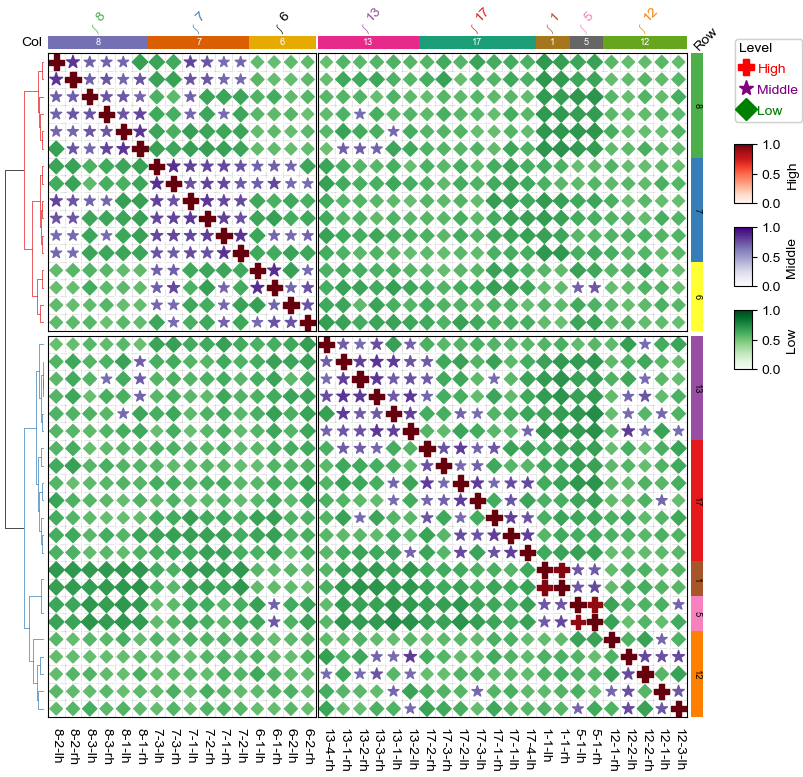 8 7 6 13 17 1 5 12
Col 8 7 6 13 17 1 5 12 Row
Level
High
Middle
Low
8
7
6
13
17
1
5
12
1.0
0.5
0.0
High
1.0
0.5
0.0
Middle
1.0
0.5
0.0
Low
8-2-lh
8-2-rh
8-3-lh
8-3-rh
8-1-lh
8-1-rh
7-3-lh
7-3-rh
7-1-lh
7-2-rh
7-1-rh
7-2-lh
6-1-lh
6-1-rh
6-2-lh
6-2-rh
13-4-rh
13-1-rh
13-2-rh
13-3-rh
13-1-lh
13-2-lh
17-2-rh
17-3-rh
17-2-lh
17-3-lh
17-1-rh
17-1-lh
17-4-lh
1-1-lh
1-1-rh
5-1-lh
5-1-rh
12-1-rh
12-2-lh
12-2-rh
12-1-lh
12-3-lh